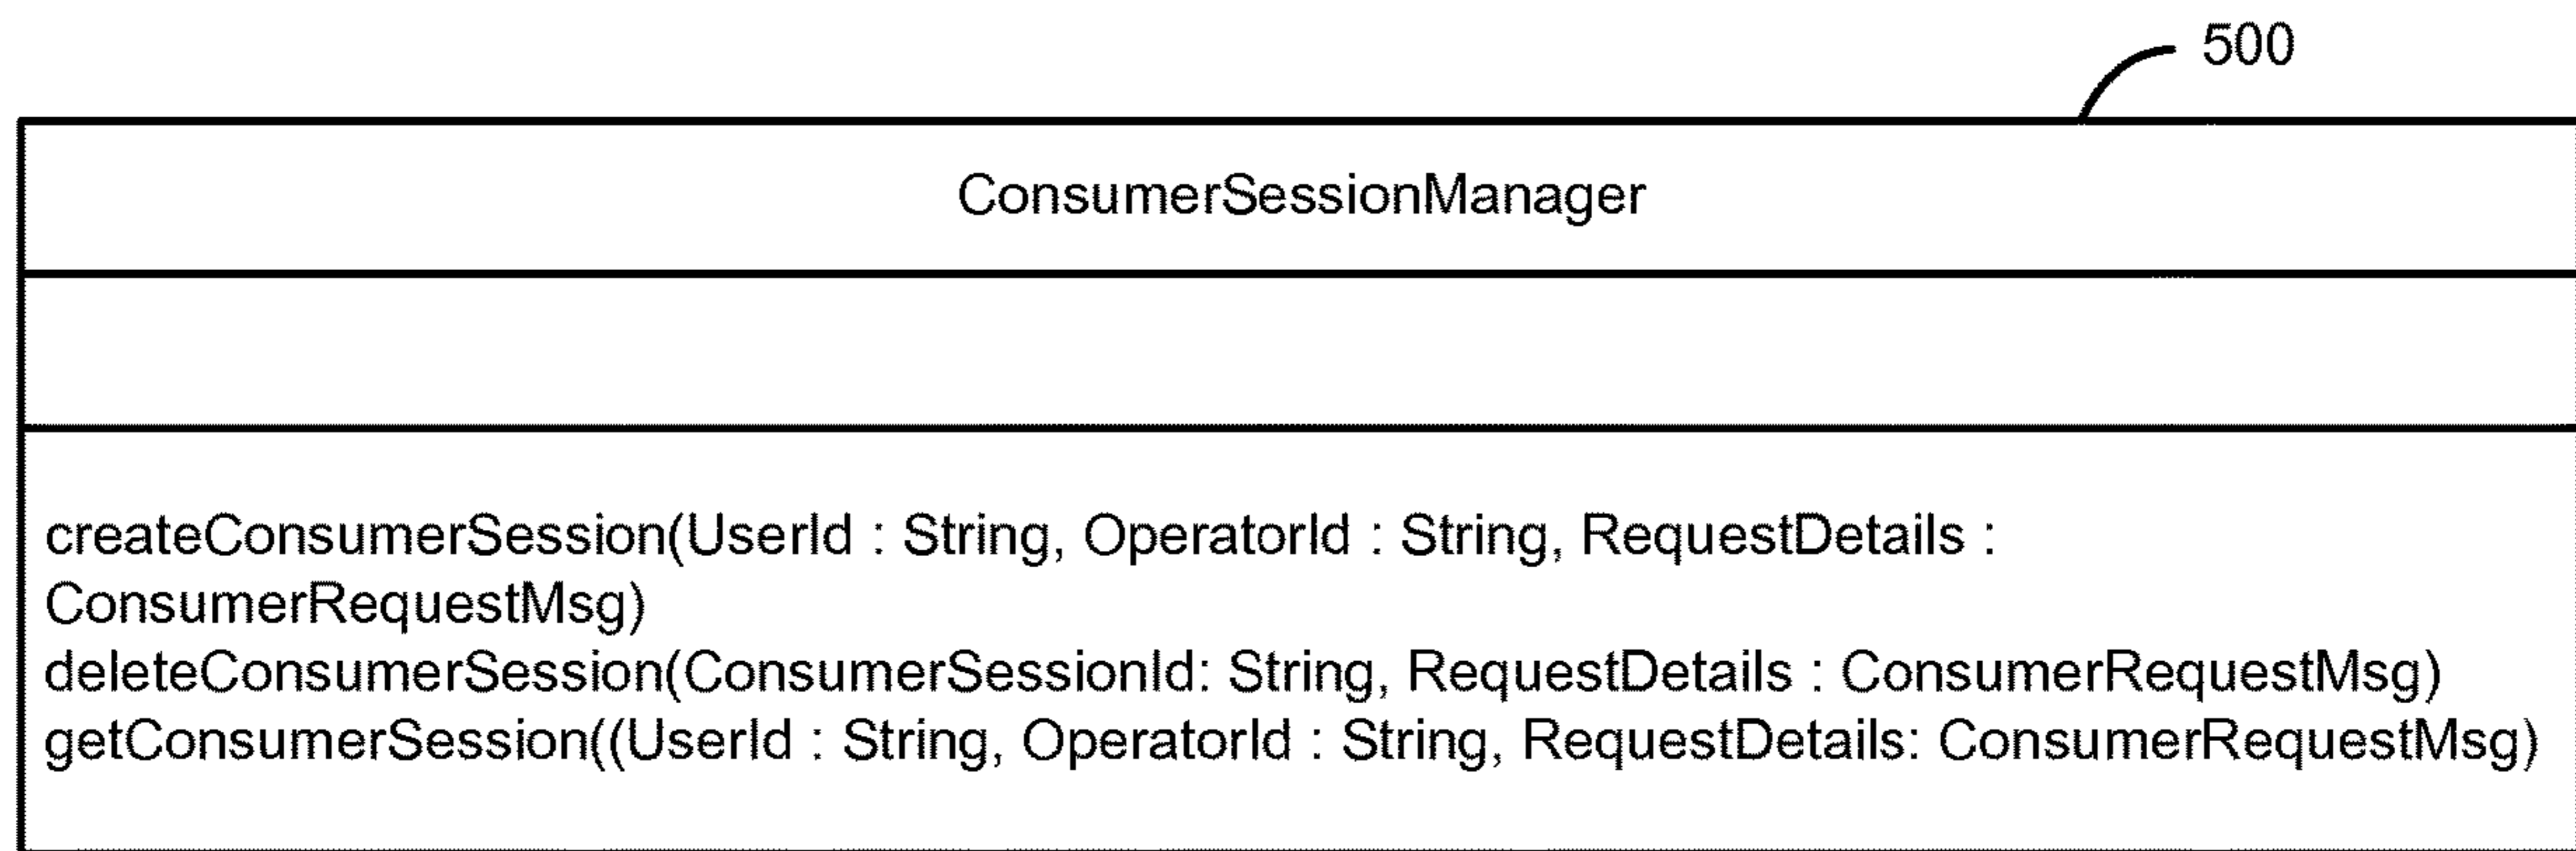 500
ConsumerSessionManager
createConsumerSession(UserId : String, OperatorId : String, RequestDetails :
ConsumerRequestMsg)
deleteConsumerSession(ConsumerSessionId: String, RequestDetails : ConsumerRequestMsg)
getConsumerSession((UserId : String, OperatorId : String, RequestDetails: ConsumerRequestMsg)